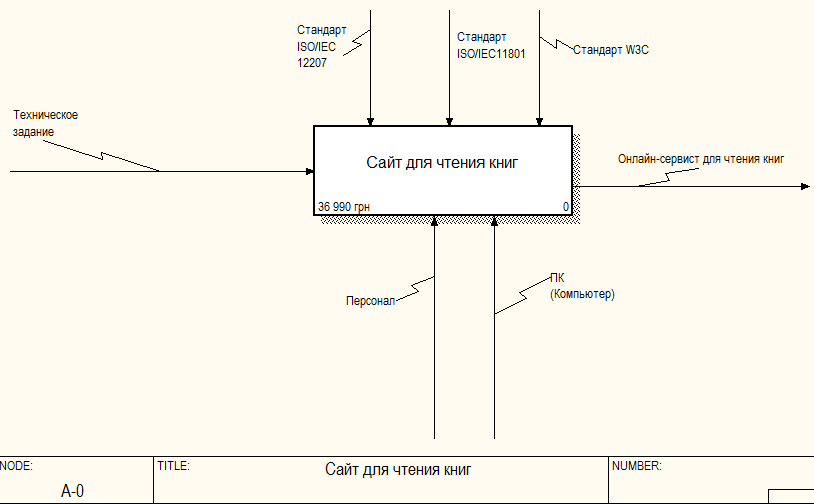 Стандарт
ISO/IEC
12207
Стандарт
ISO/IEC11801
Стандарт W3C
Техническое
задание
Сайт для чтения книг
36 990 грн
0
Онлайн-сервист для чтения книг
Персонал
ПК
(Компьютер)
NODE:
A-0
TITLE:
Сайт для чтения книг
NUMBER: